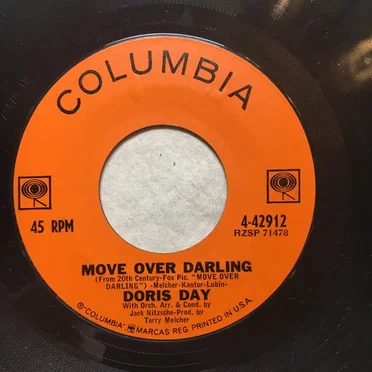 COLUMBIA
45 RPM
4-42912
RZSP 71478
MOVE OVER DARLING
(From 20th Century-Fox Pic. "MOVE OVER
DARLING") -Melcher-Kantor-Lubin-
DORIS DAY
With Orch. Arr. & Cond. by
Jack Nitzsche-Prod. by
Terry Melcher
®"COLUMBIA" MARCAS REG. PRINTED IN U.S.A.